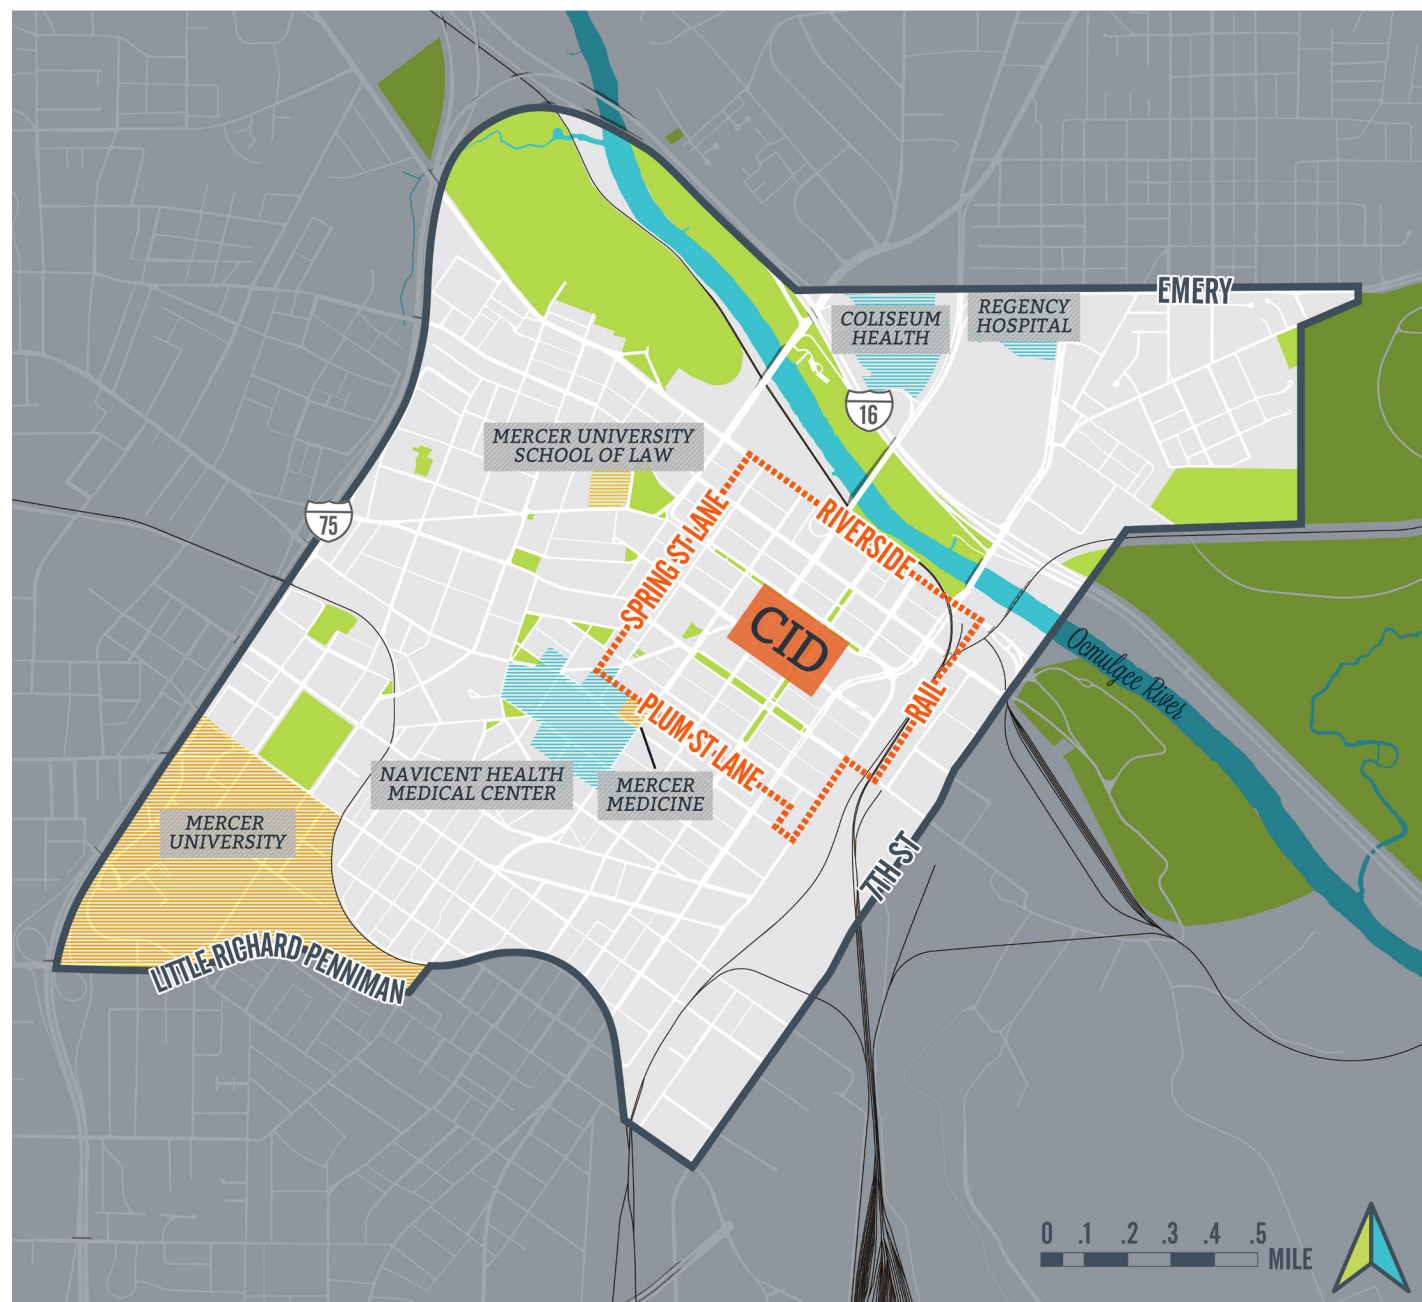 EMERY
COLISEUM
HEALTH
REGENCY
HOSPITAL
16
MERCER UNIVERSITY
SCHOOL OF LAW
75
SPRING ST LANE
RIVERSIDE
CID
Ocmulgee River
RAIL
PLUM ST LANE
NAVICENT HEALTH
MEDICAL CENTER
MERCER
MEDICINE
MERCER
UNIVERSITY
7TH ST
LITTLE RICHARD PENNIMAN
0 .1 .2 .3 .4 .5
MILE